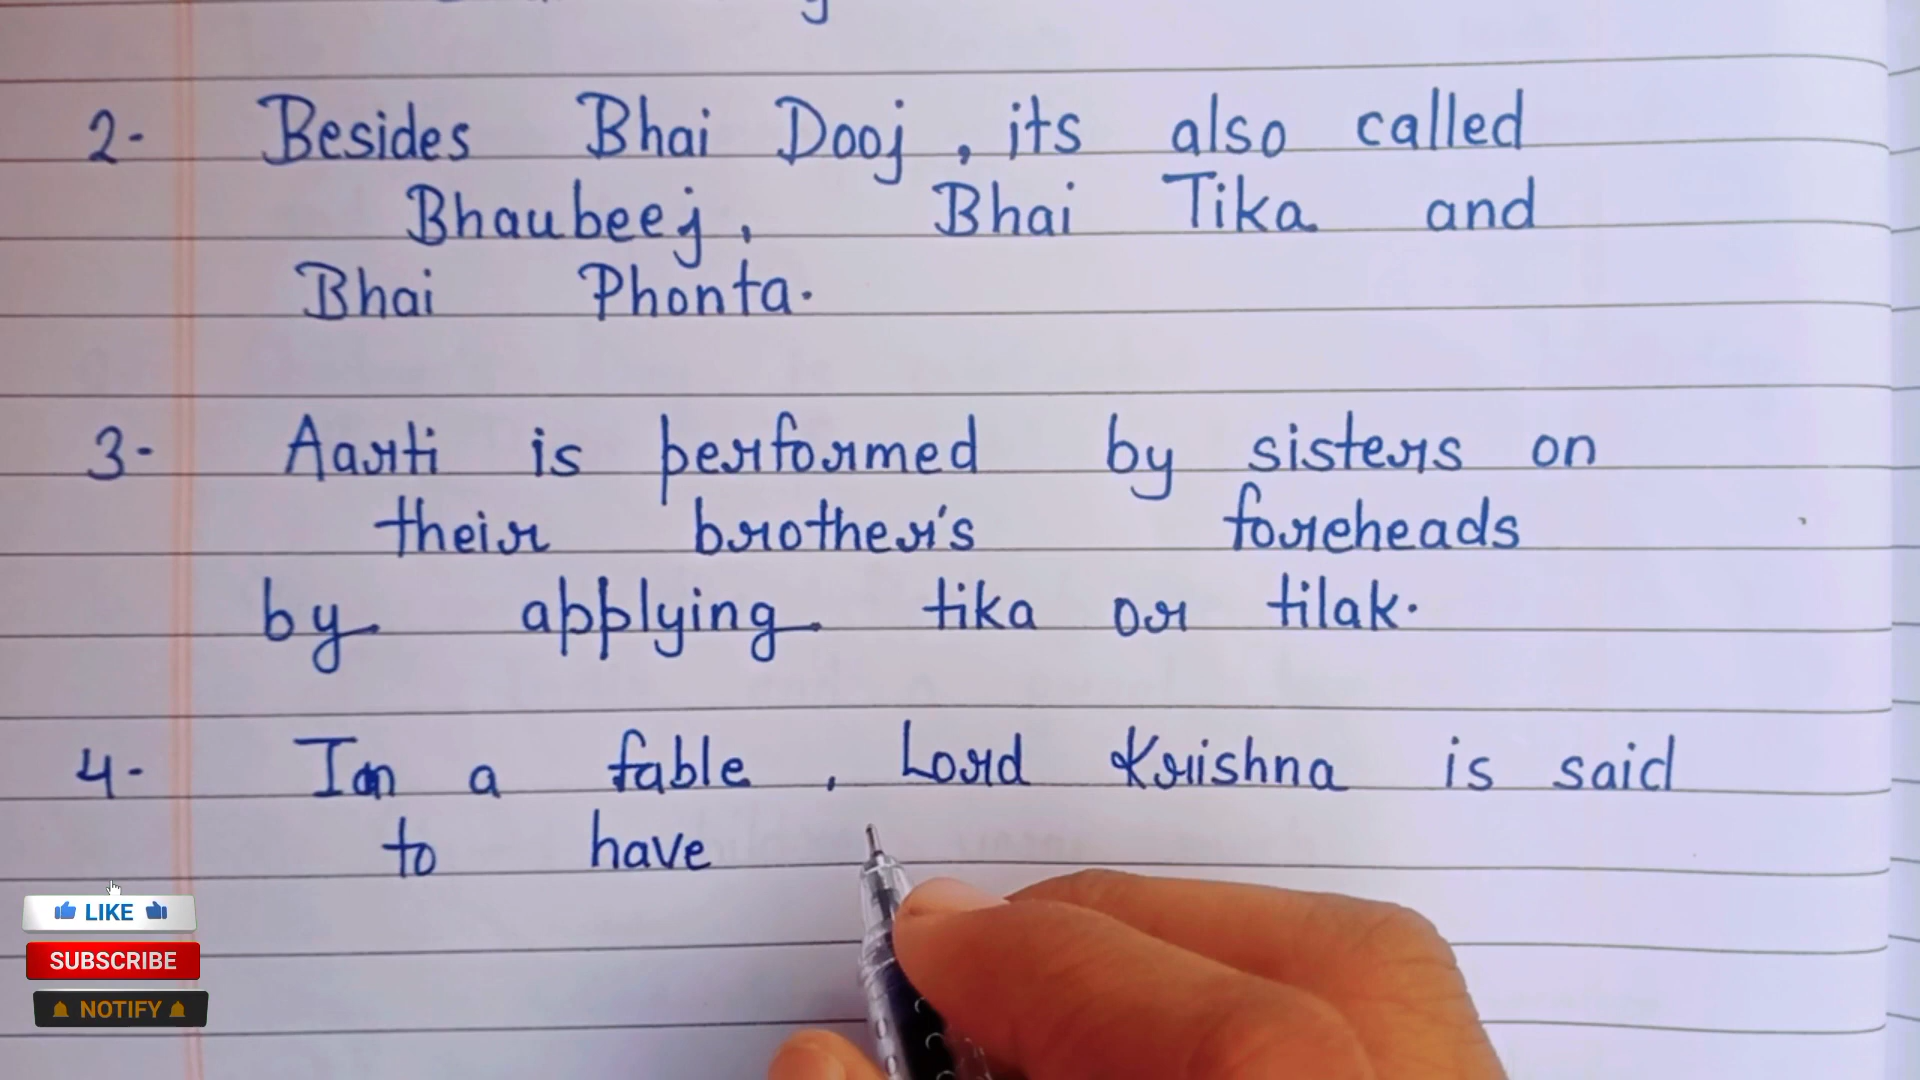 2- Besides Bhai Dooj, its also called
Bhaubeej, Bhai Tika and
Bhai Phonta.
3- Aarti is performed by sisters on
their brother's foreheads
by applying tika or tilak.
4- In a fable, Lord Krishna is said
to have
LIKE
SUBSCRIBE
NOTIFY